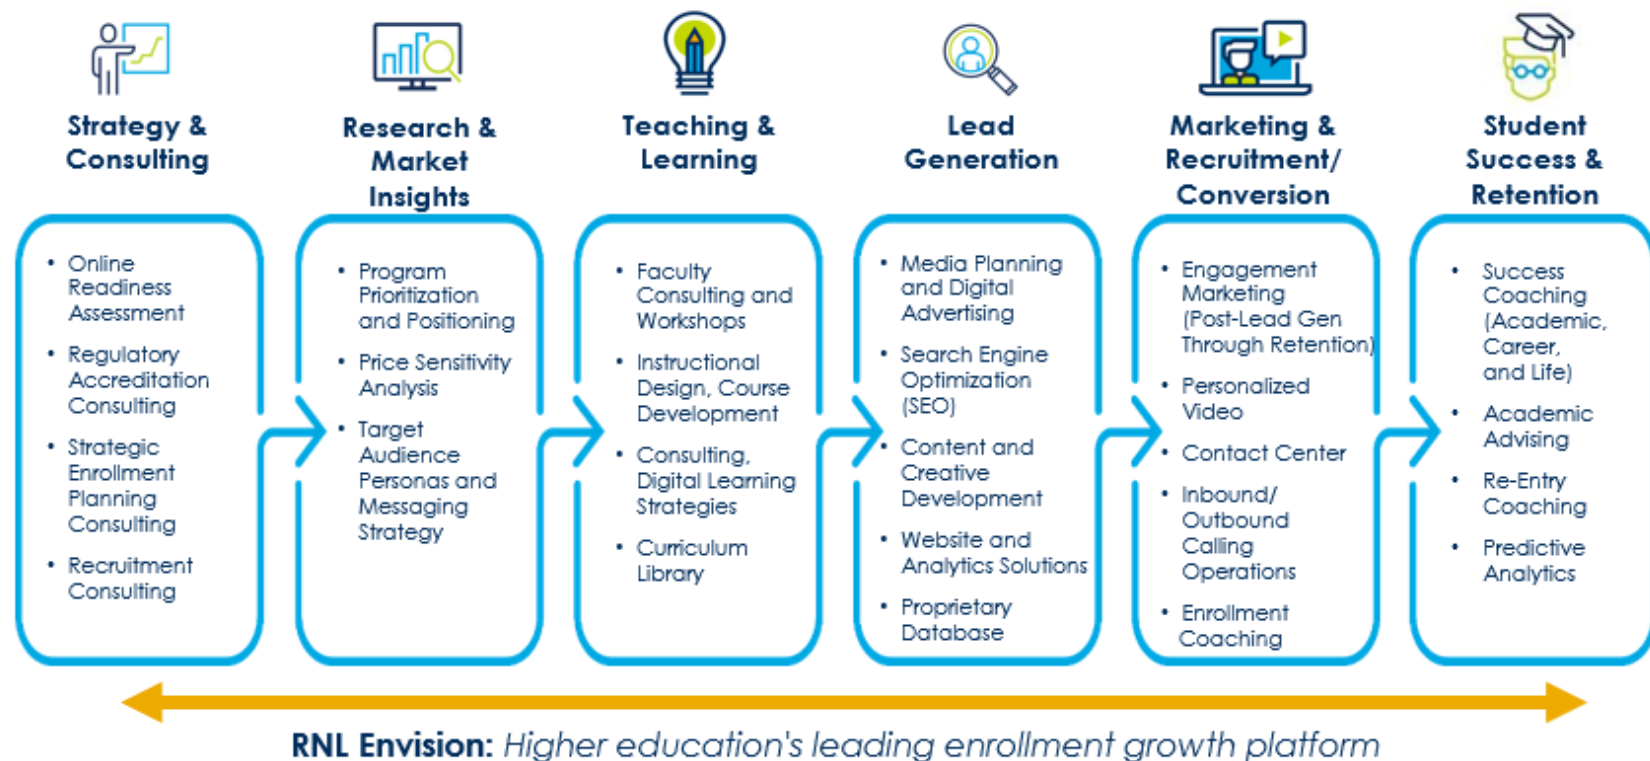 Strategy &
Consulting
Research &
Market
Insights
Teaching &
Learning
Lead
Generation
Marketing &
Recruitment/
Conversion
Student
Success &
Retention
• Online
Readiness
Assessment
• Regulatory
Accreditation
Consulting
• Strategic
Enrollment
Planning
Consulting
• Recruitment
Consulting
• Program
Prioritization
and Positioning
• Price Sensitivity
Analysis
• Target
Audience
Personas and
Messaging
Strategy
• Faculty
Consulting and
Workshops
• Instructional
Design, Course
Development
• Consulting,
Digital Learning
Strategies
• Curriculum
Library
• Media Planning
and Digital
Advertising
• Search Engine
Optimization
(SEO)
• Content and
Creative
Development
• Website and
Analytics Solutions
• Proprietary
Database
• Engagement
Marketing
(Post-Lead Gen
Through Retention)
• Personalized
Video
• Contact Center
• Inbound/
Outbound
Calling
Operations
• Enrollment
Coaching
• Success
Coaching
(Academic,
Career,
and Life)
• Academic
Advising
• Re-Entry
Coaching
• Predictive
Analytics
RNL Envision: Higher education's leading enrollment growth platform